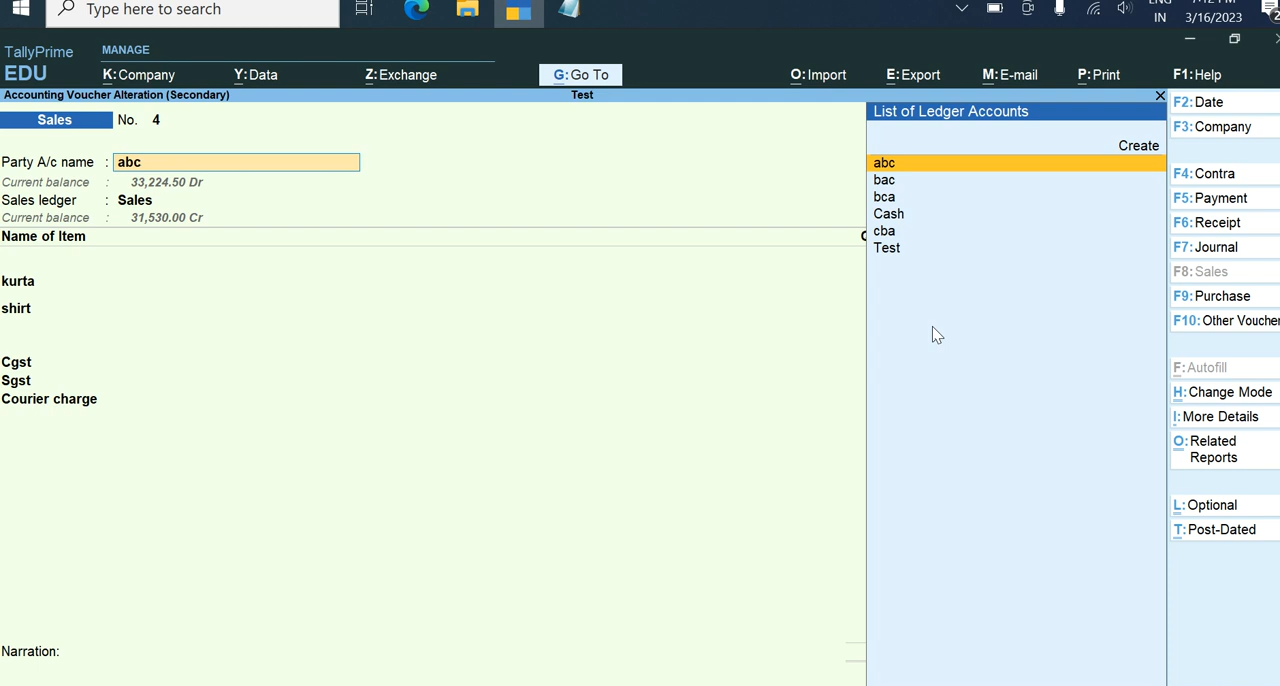 Type here to search
ENG
IN
3/16/2023
TallyPrime
EDU
MANAGE
K:Company
Y:Data
Z:Exchange
G:Go To
O:Import
E:Export
M:E-mail
P:Print
F1:Help
Accounting Voucher Alteration (Secondary)
Test
Sales No. 4
Party A/c name : abc
Current balance : 33,224.50 Dr
Sales ledger : Sales
Current balance : 31,530.00 Cr
Name of Item
kurta
shirt
Cgst
Sgst
Courier charge
Narration:
List of Ledger Accounts
Create
abc
bac
bca
Cash
cba
Test
F2:Date
F3:Company
F4:Contra
F5:Payment
F6:Receipt
F7:Journal
F8:Sales
F9:Purchase
F10:Other Voucher
F:Autofill
H:Change Mode
I:More Details
O:Related
Reports
L:Optional
T:Post-Dated